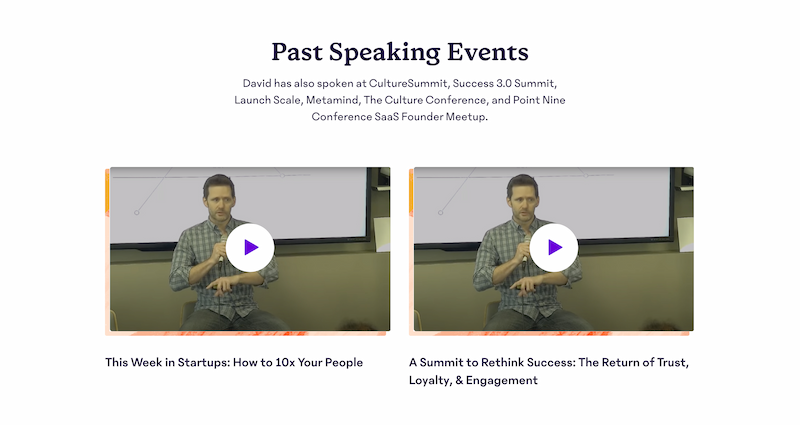 Past Speaking Events
David has also spoken at CultureSummit, Success 3.0 Summit,
Launch Scale, Metamind, The Culture Conference, and Point Nine
Conference SaaS Founder Meetup.
This Week in Startups: How to 10x Your People
A Summit to Rethink Success: The Return of Trust,
Loyalty, & Engagement